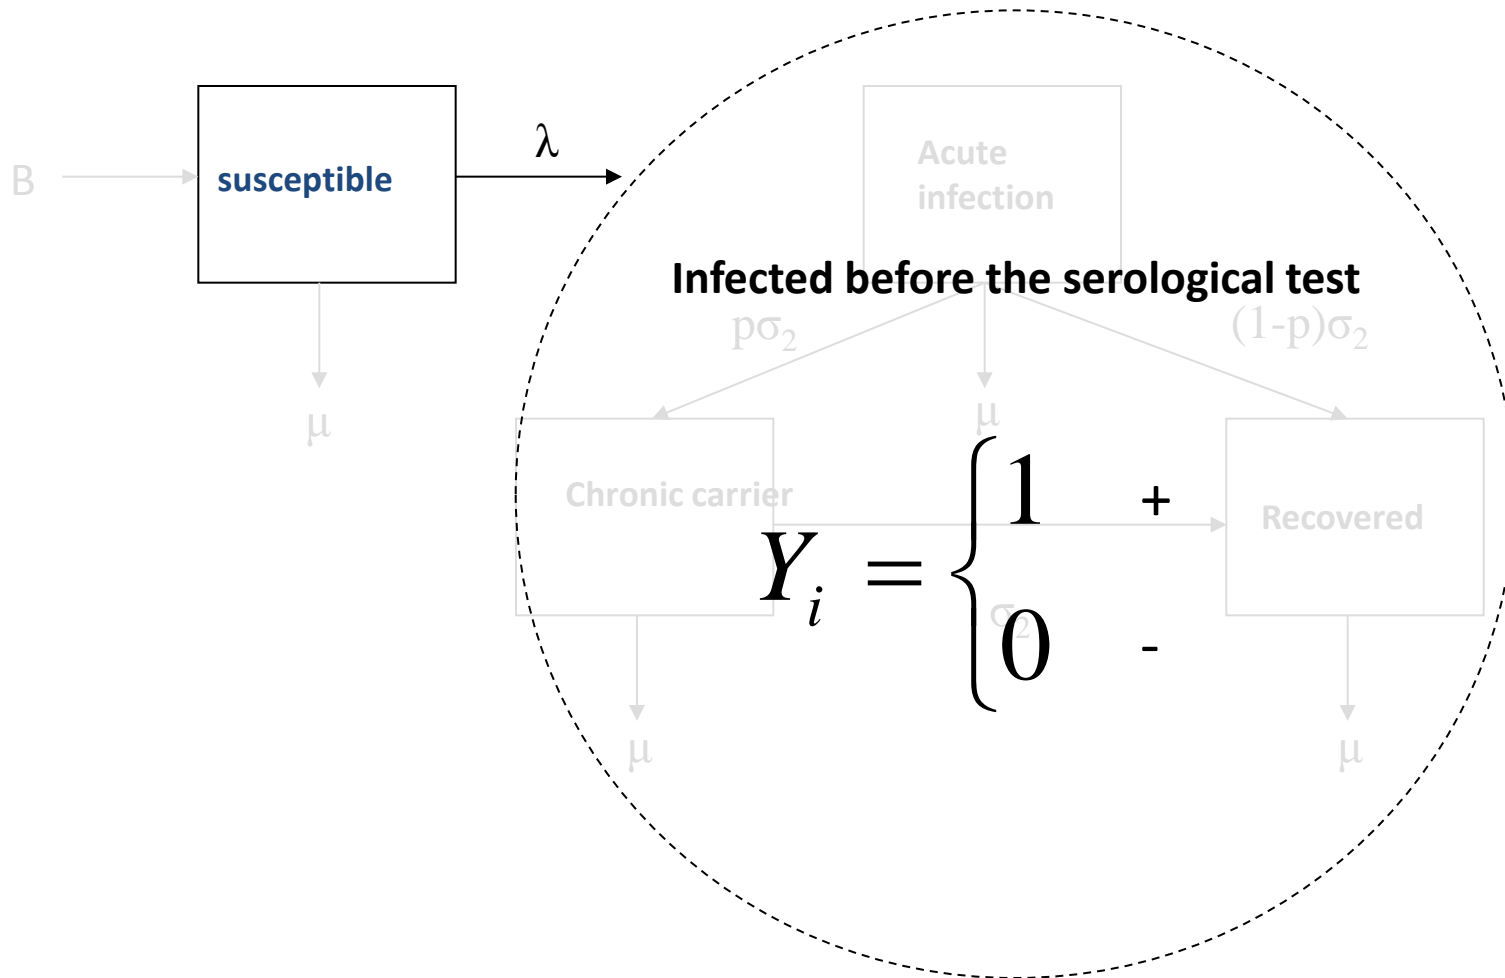 λ
Acute
infection
B
susceptible
Infected before the serological test
pσ₂
(1-p)σ₂
μ
μ
1 +
Chronic carrier
Recovered
Yᵢ = {
σ₂
0 -
μ
μ